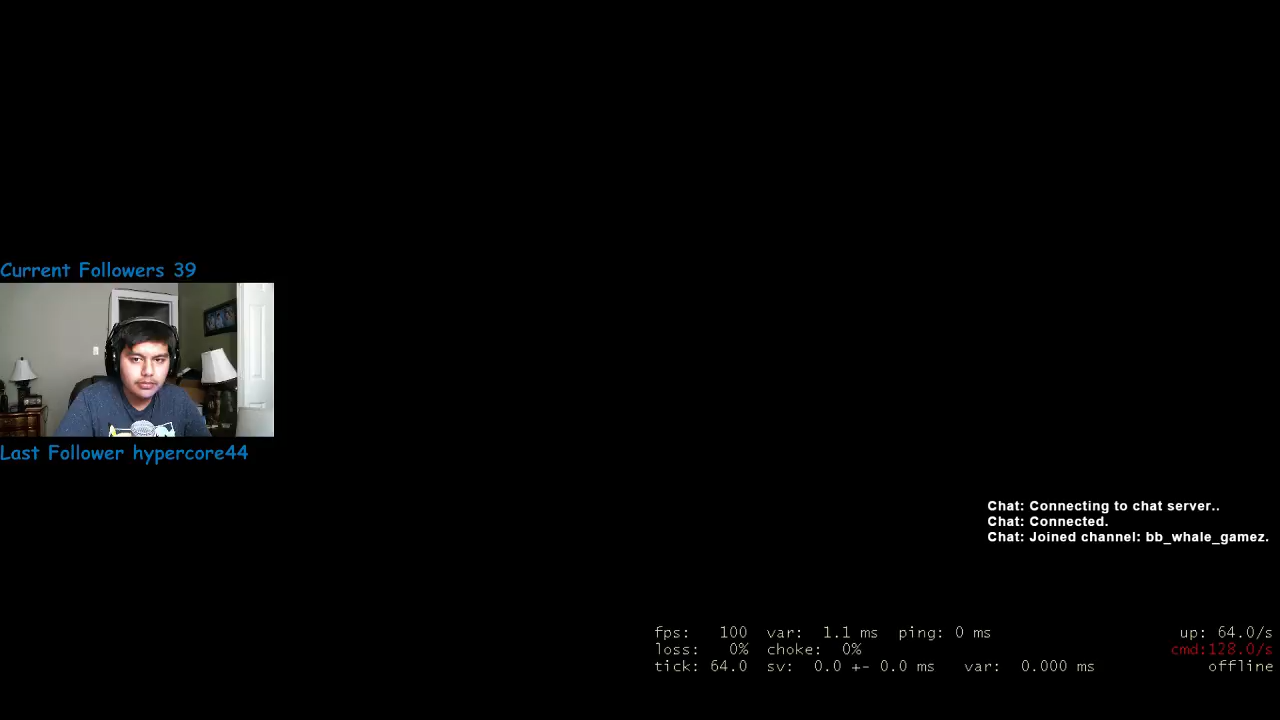 Current Followers 39
Last Follower hypercore44
Chat: Connecting to chat server..
Chat: Connected.
Chat: Joined channel: bb_whale_gamez.
fps: 100 var: 1.1 ms ping: 0 ms up: 64.0/s
loss: 0% choke: 0% cmd:128.0/s
tick: 64.0 sv: 0.0 +- 0.0 ms var: 0.000 ms offline